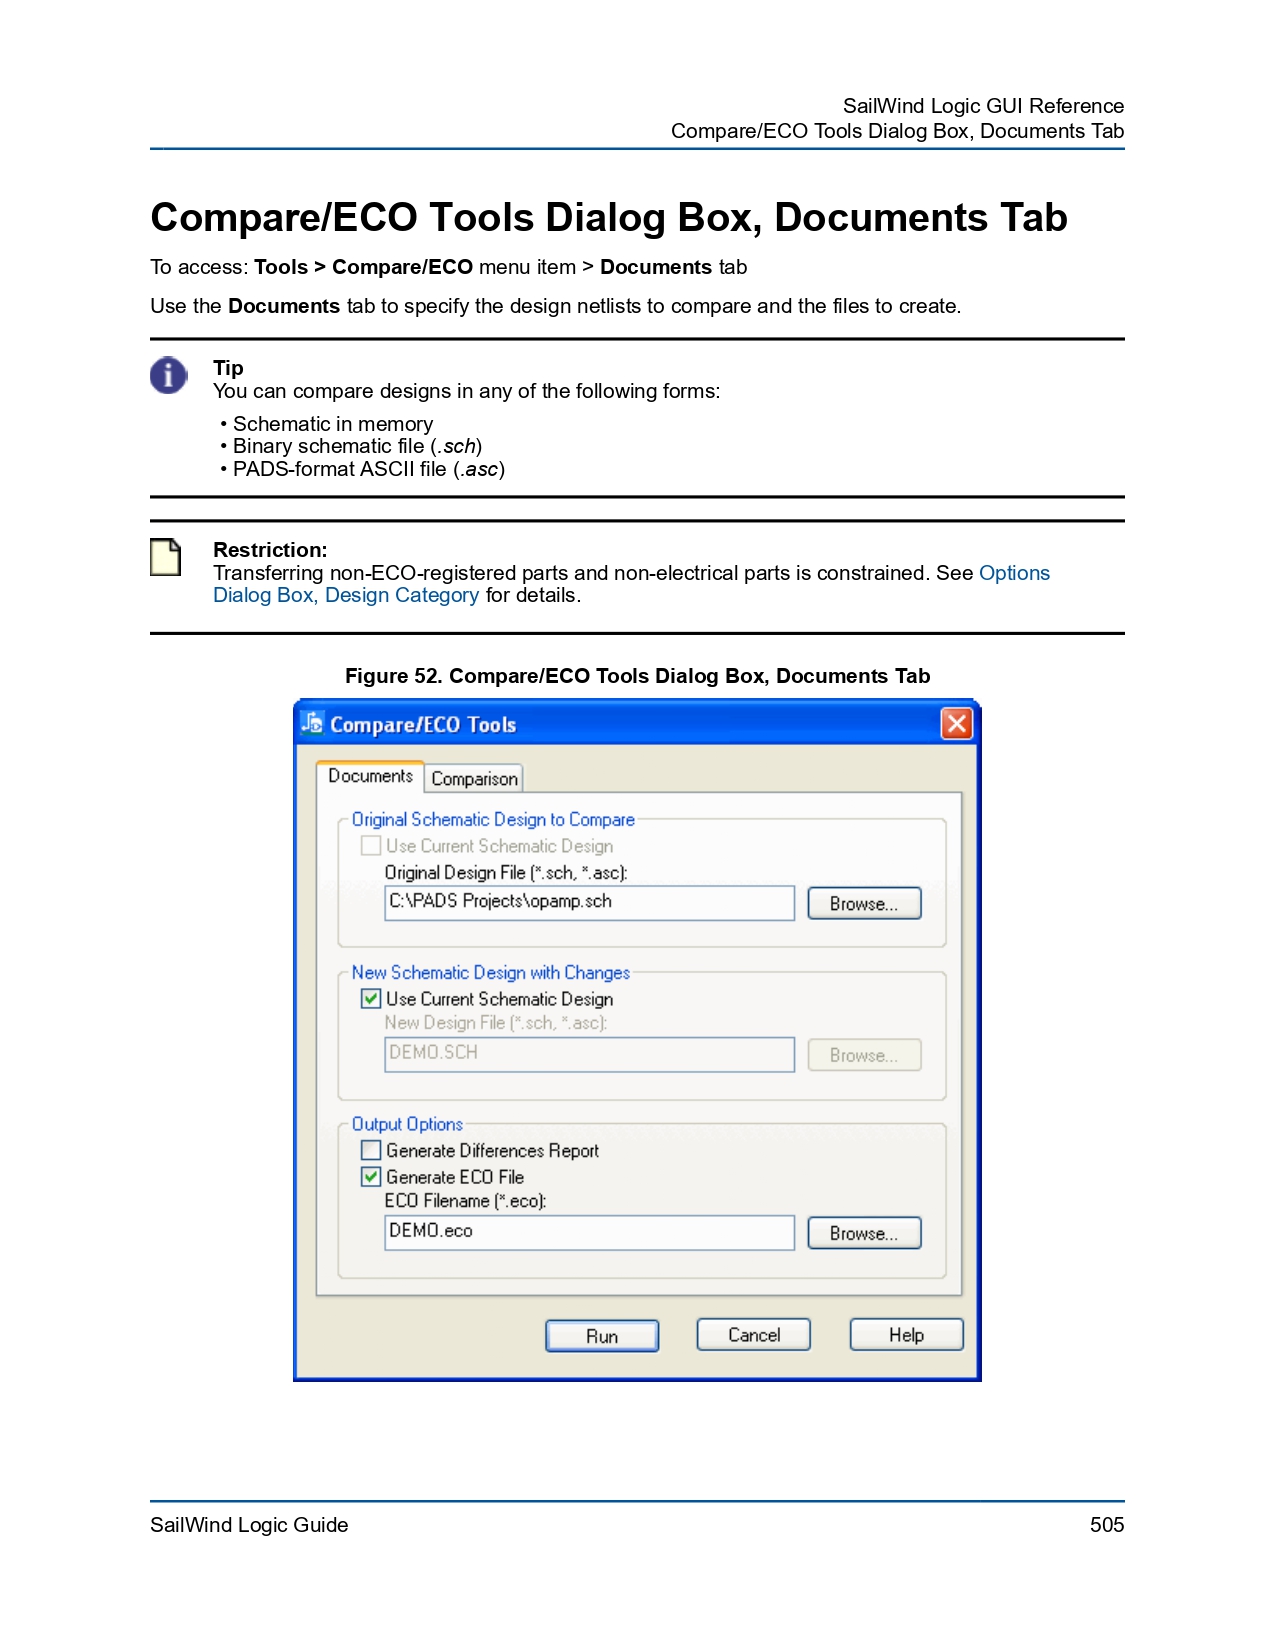 SailWind Logic GUI Reference
Compare/ECO Tools Dialog Box, Documents Tab
Compare/ECO Tools Dialog Box, Documents Tab
To access: Tools > Compare/ECO menu item > Documents tab
Use the Documents tab to specify the design netlists to compare and the files to create.
Tip
You can compare designs in any of the following forms:
• Schematic in memory
• Binary schematic file (.sch)
• PADS-format ASCII file (.asc)
Restriction:
Transferring non-ECO-registered parts and non-electrical parts is constrained. See Options
Dialog Box, Design Category for details.
Figure 52. Compare/ECO Tools Dialog Box, Documents Tab
Compare/ECO Tools
Documents Comparison
Original Schematic Design to Compare
Use Current Schematic Design
Original Design File (*.sch, *.asc):
C:\PADS Projects\opamp.sch Browse...
New Schematic Design with Changes
Use Current Schematic Design
New Design File (*.sch, *.asc):
DEMO.SCH Browse...
Output Options
Generate Differences Report
Generate ECO File
ECO Filename (*.eco):
DEMO.eco Browse...
Run Cancel Help
SailWind Logic Guide 505